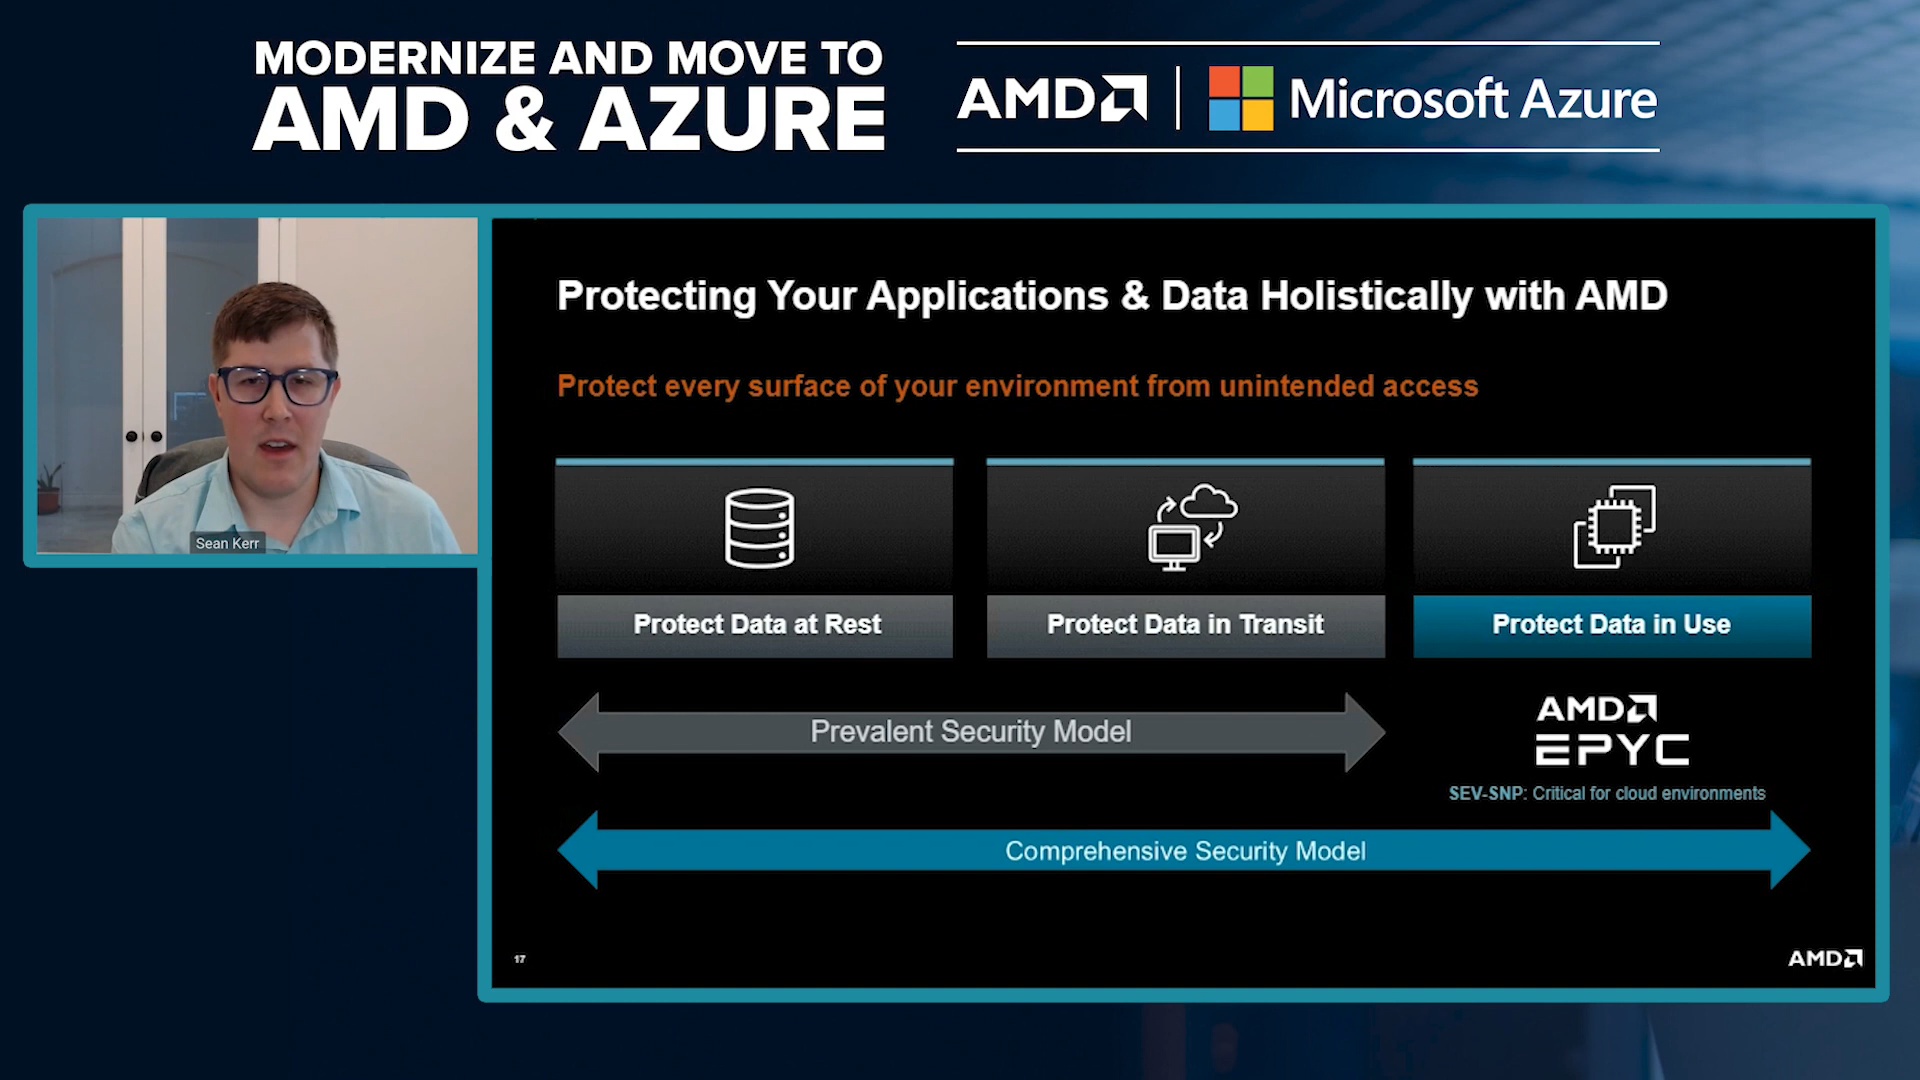 MODERNIZE AND MOVE TO
AMD & AZURE
AMD
Microsoft Azure
Sean Kerr
Protecting Your Applications & Data Holistically with AMD
Protect every surface of your environment from unintended access
Protect Data at Rest
Protect Data in Transit
Protect Data in Use
Prevalent Security Model
AMD
EPYC
SEV-SNP: Critical for cloud environments
Comprehensive Security Model
17
AMD